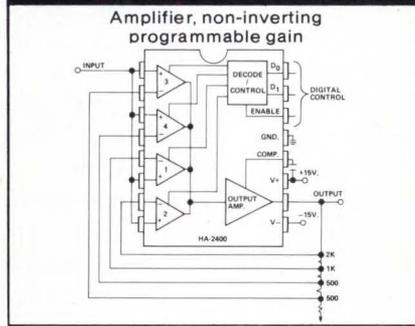 Amplifier, non-inverting
programmable gain
INPUT
+
3
−
+
4
−
−
1
+
−
2
+
DECODE / CONTROL
D0
D1
ENABLE
DIGITAL CONTROL
GND.
COMP.
V+
+15V.
OUTPUT AMP.
OUTPUT
V−
−15V.
HA-2400
2K
1K
500
500